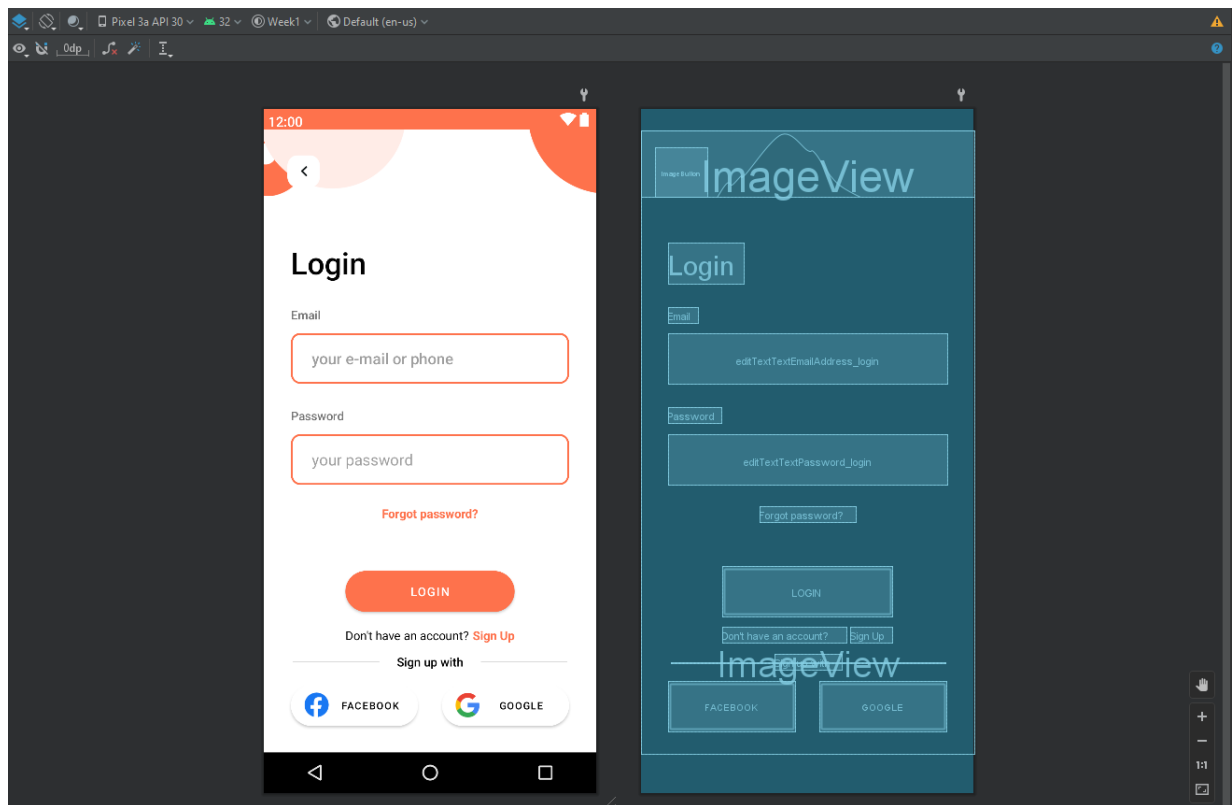 Pixel 3a API 30 32 Week1 Default (en-us)
0dp
12:00
Login
Email
your e-mail or phone
Password
your password
Forgot password?
LOGIN
Don't have an account? Sign Up
Sign up with
FACEBOOK GOOGLE
Image Button
ImageView
Login
Email
editTextTextEmailAddress_login
Password
editTextTextPassword_login
Forgot password?
LOGIN
Don't have an account? Sign Up
ImageView
FACEBOOK GOOGLE
1:1